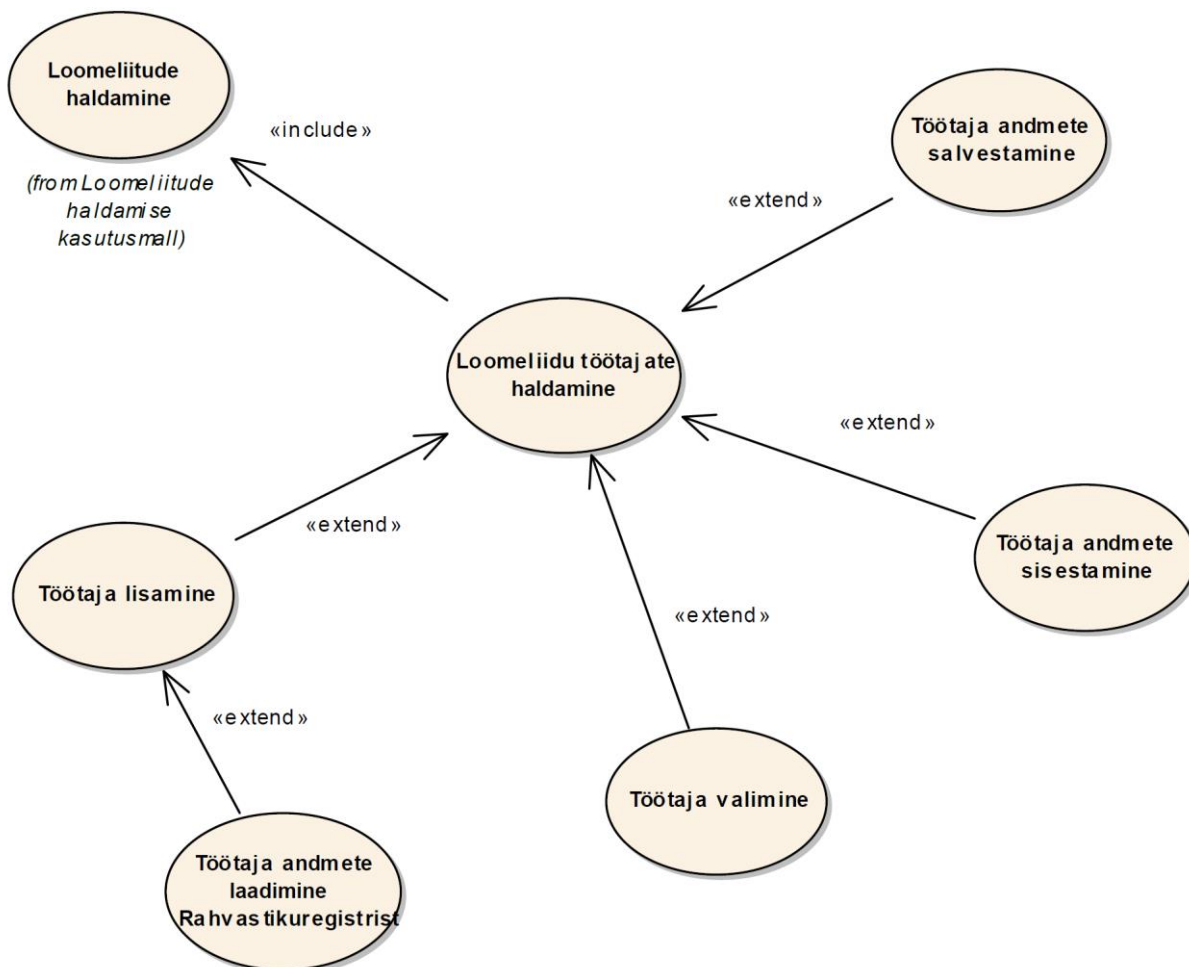 Loomeliitude
haldamine
(from Loomeliitude
haldamise
kasutusmall)
«include»
Töötaja andmete
salvestamine
«extend»
Loomeliidu töötajate
haldamine
«extend»
«extend»
Töötaja andmete
sisestamine
Töötaja lisamine
«extend»
«extend»
Töötaja valimine
Töötaja andmete
laadimine
Rahvastikuregistrist